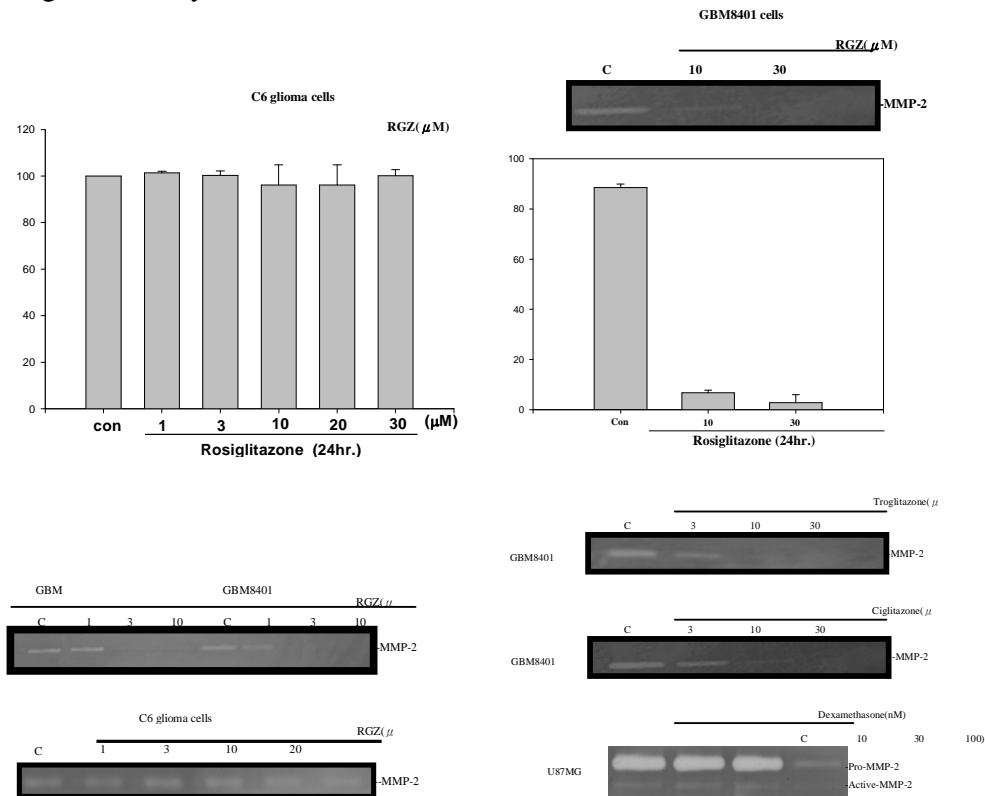 GBM8401 cells
RGZ(μM)
C 10 30
-MMP-2
C6 glioma cells
RGZ(μM)
120
100
80
60
40
20
0
con 1 3 10 20 30 (μM)
Rosiglitazone (24hr.)
100
80
60
40
20
0
Con 10 30
Rosiglitazone (24hr.)
Troglitazone(μ
C 3 10 30
GBM8401
-MMP-2
Ciglitazone(μ
C 3 10 30
GBM8401
-MMP-2
GBM GBM8401
RGZ(μ
C 1 3 10 C 1 3 10
-MMP-2
C6 glioma cells
RGZ(μ
C 1 3 10 20
-MMP-2
Dexamethasone(nM)
C 10 30 100)
U87MG
-Pro-MMP-2
-Active-MMP-2